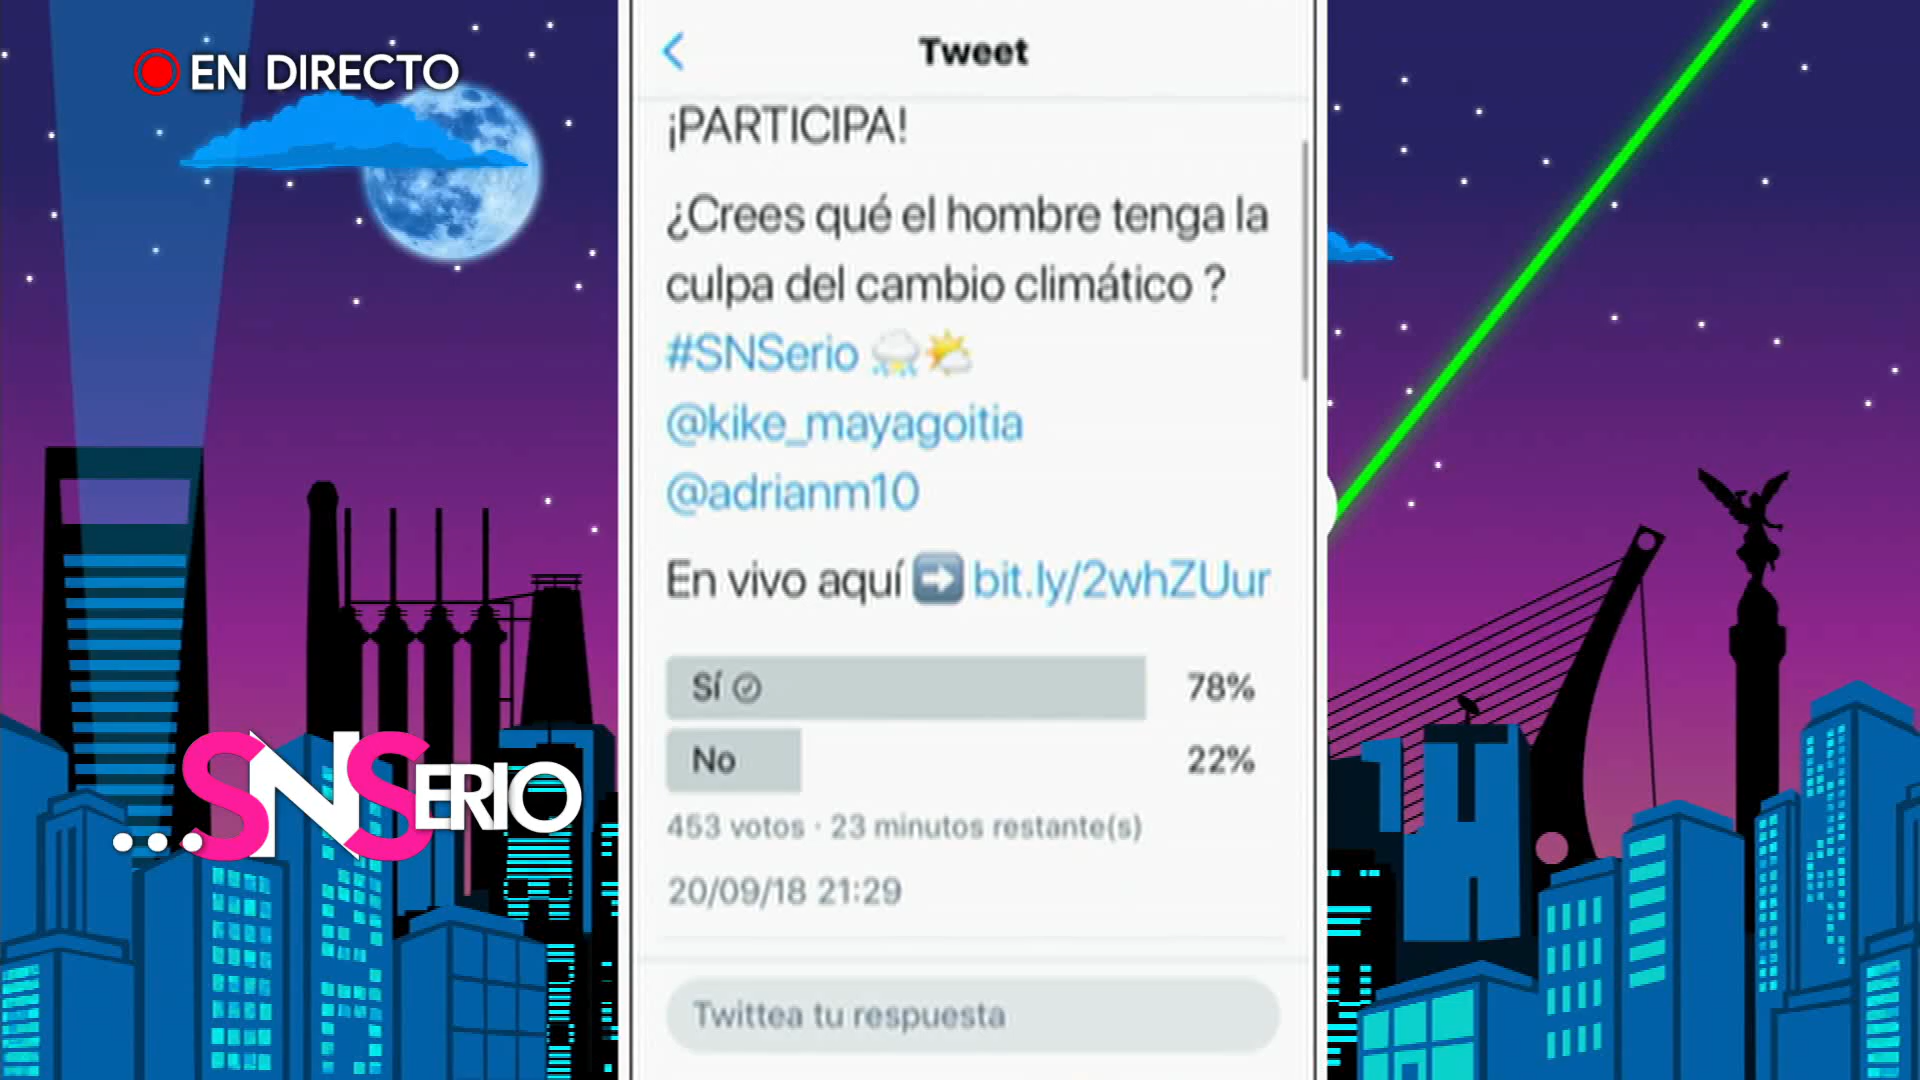 EN DIRECTO
Tweet
¡PARTICIPA!
¿Crees qué el hombre tenga la
culpa del cambio climático ?
#SNSerio
@kike_mayagoitia
@adrianm10
En vivo aquí ➡️ bit.ly/2whZUur
Sí 78%
No 22%
453 votos · 23 minutos restante(s)
20/09/18 21:29
Twittea tu respuesta
...SNSERIO